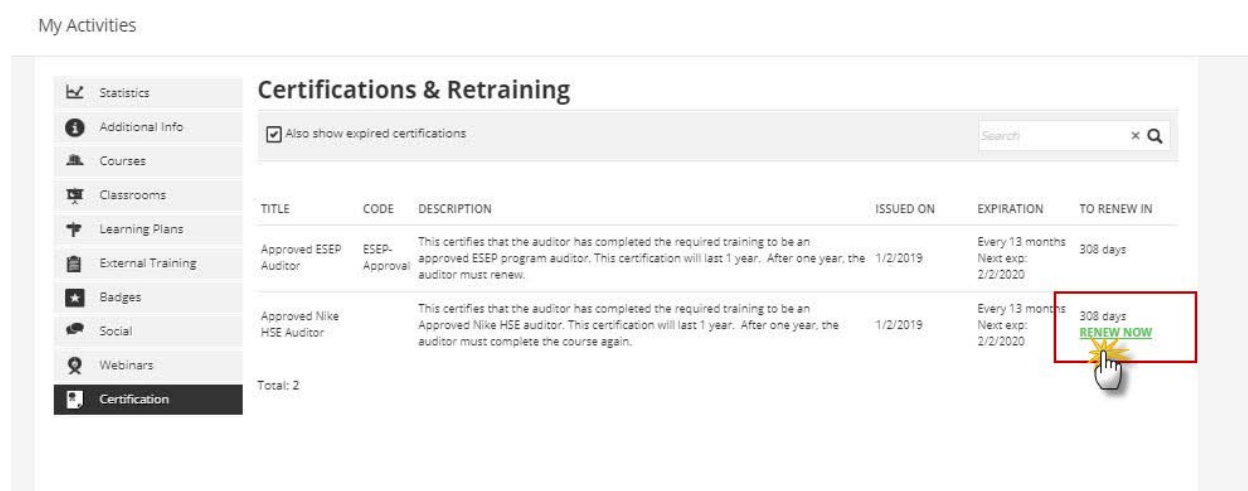 My Activities
Statistics
Additional Info
Courses
Classrooms
Learning Plans
External Training
Badges
Social
Webinars
Certification
Certifications & Retraining
Also show expired certifications
Search
TITLE CODE DESCRIPTION ISSUED ON EXPIRATION TO RENEW IN
Approved ESEP
Auditor
ESEP-
Approval
This certifies that the auditor has completed the required training to be an
approved ESEP program auditor. This certification will last 1 year. After one year, the
auditor must renew.
1/2/2019
Every 13 months
Next exp:
2/2/2020
308 days
Approved Nike
HSE Auditor
This certifies that the auditor has completed the required training to be an
Approved Nike HSE auditor. This certification will last 1 year. After one year, the
auditor must complete the course again.
1/2/2019
Every 13 months
Next exp:
2/2/2020
308 days
RENEW NOW
Total: 2